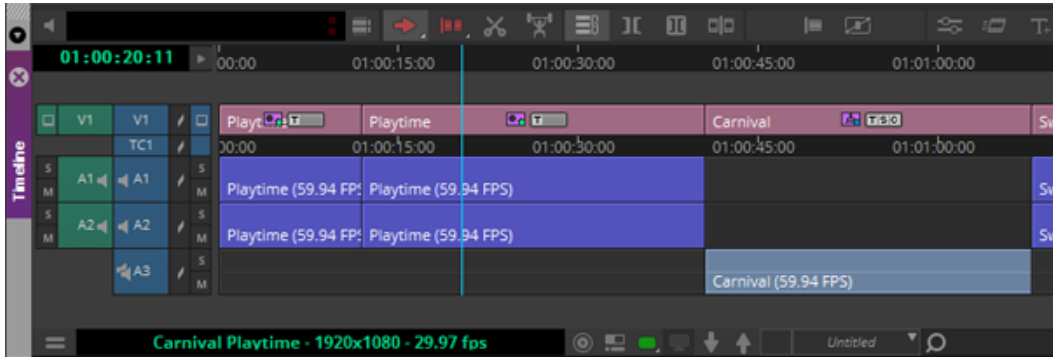 01:00:20:11
00:00 01:00:15:00 01:00:30:00 01:00:45:00 01:01:00:00
T+
Timeline
V1 V1 Playtime T Playtime T Carnival T S O Sw
TC1 00:00 01:00:15:00 01:00:30:00 01:00:45:00 01:01:00:00
S M A1 A1 S M Playtime (59.94 FPS Playtime (59.94 FPS) Sw
S M A2 A2 S M Playtime (59.94 FPS Playtime (59.94 FPS) Sw
A3 S M Carnival (59.94 FPS)
Carnival Playtime - 1920x1080 - 29.97 fps Untitled